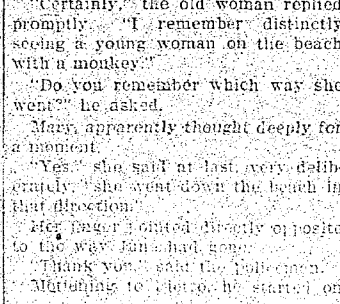 "Certainly," the old woman replied
promptly. "I remember distinctly
seeing a young woman on the beach
with a monkey."
"Do you remember which way she
went?" he asked.
Mary, apparently thought deeply for
a moment.
"Yes," she said at last, very delib-
erately, "she went down the beach in
that direction."
Her finger pointed directly opposite
to the way June had gone.
"Thank you," said the policeman.
Motioning to Pietro, he started on